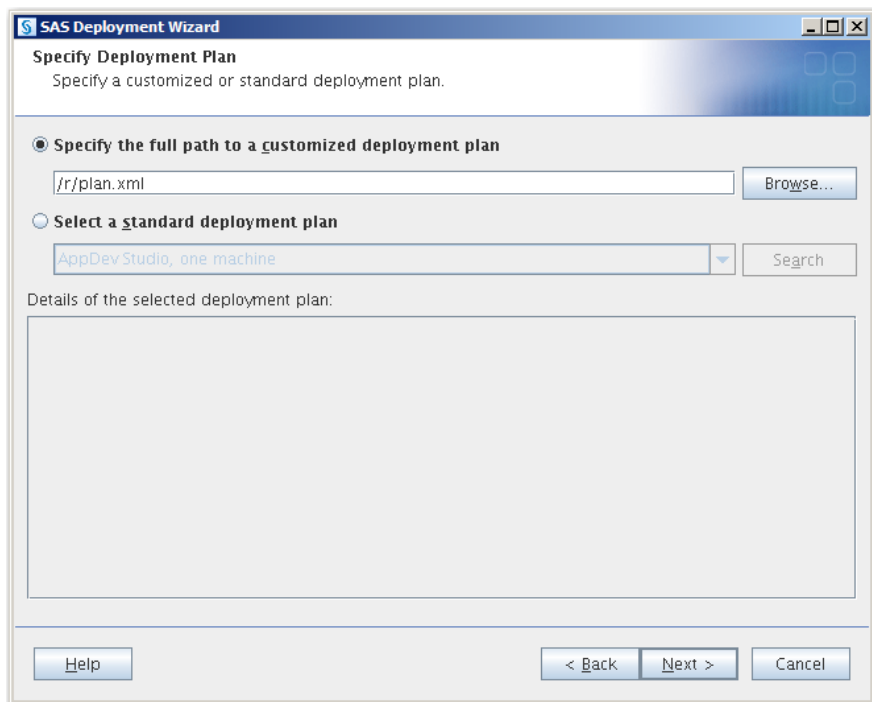 SAS Deployment Wizard
Specify Deployment Plan
Specify a customized or standard deployment plan.
Specify the full path to a customized deployment plan
/r/plan.xml
Browse...
Select a standard deployment plan
AppDev Studio, one machine
Search
Details of the selected deployment plan:
Help
< Back
Next >
Cancel